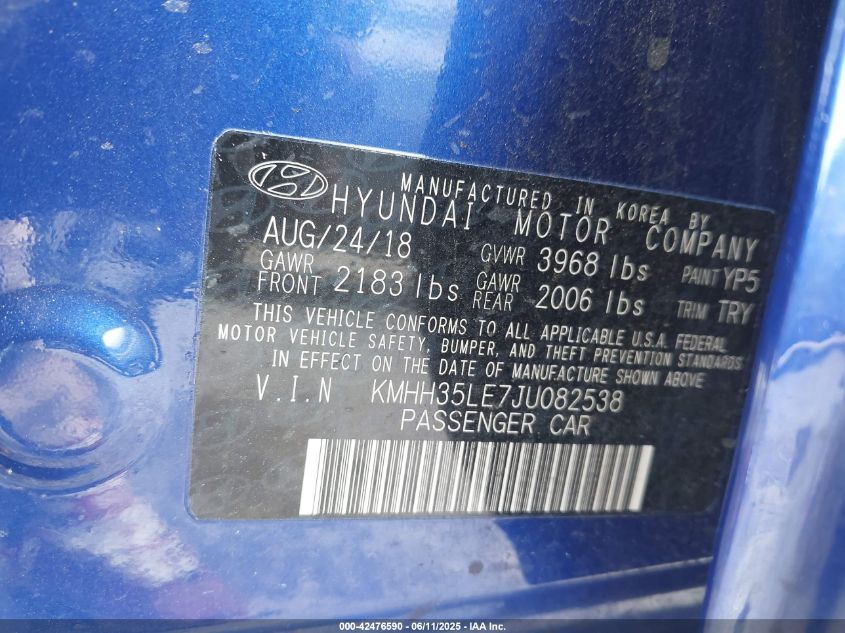 MANUFACTURED IN KOREA BY
HYUNDAI MOTOR COMPANY
AUG/24/18 GVWR 3968 lbs PAINT YP5
GAWR FRONT 2183 lbs GAWR REAR 2006 lbs TRIM TRY
THIS VEHICLE CONFORMS TO ALL APPLICABLE U.S.A. FEDERAL
MOTOR VEHICLE SAFETY, BUMPER, AND THEFT PREVENTION STANDARDS
IN EFFECT ON THE DATE OF MANUFACTURE SHOWN ABOVE
V.I.N KMHH35LE7JU082538
PASSENGER CAR
000-42476590 - 06/11/2025 - IAA Inc.